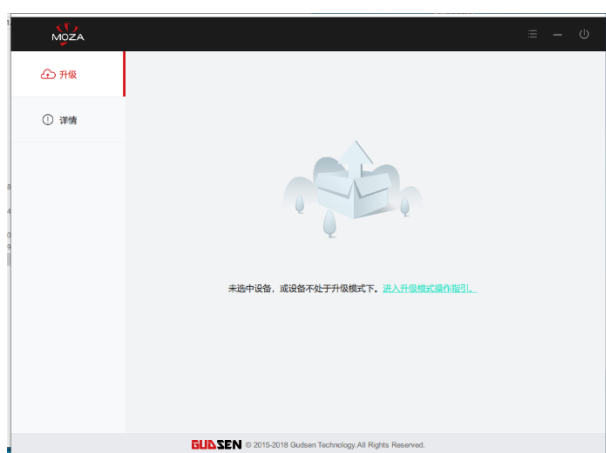 MOZA
升级
详情
未选中设备，或设备不处于升级模式下。进入升级模式操作指引。
GUDSEN © 2015-2018 Gudsen Technology.All Rights Reserved.